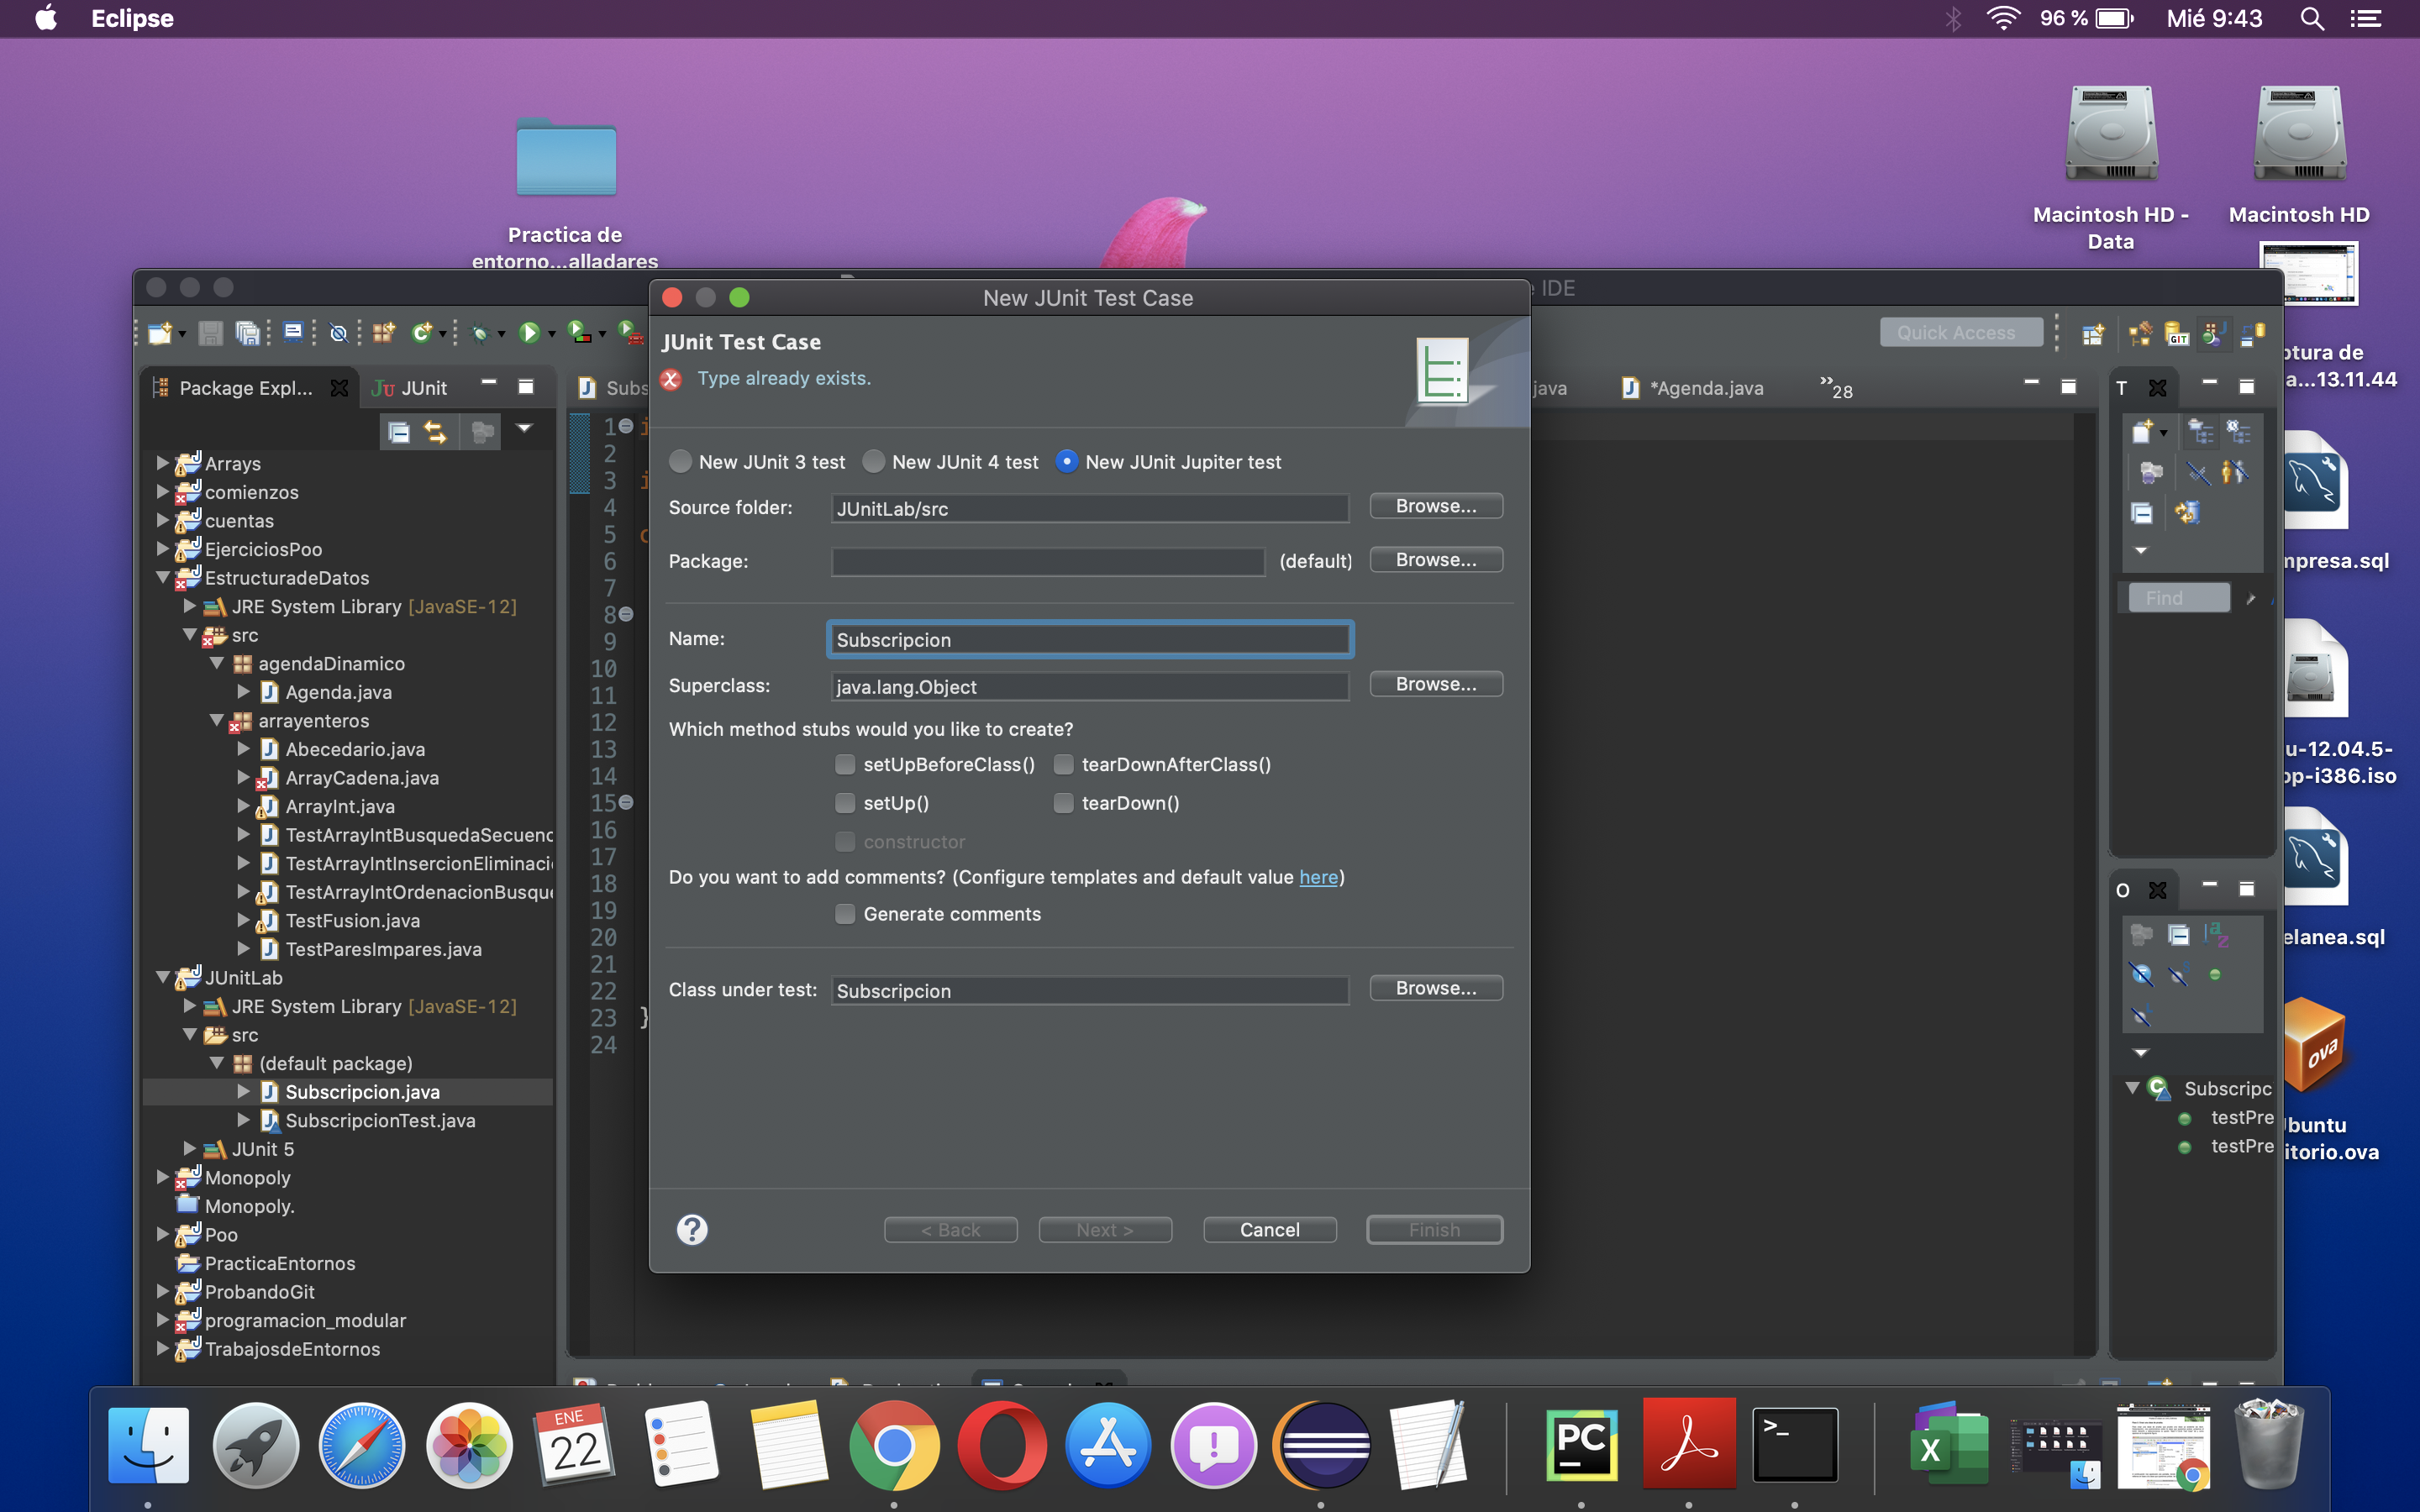 Eclipse
96 %
Mié 9:43
Practica de
entorno...alladares
Macintosh HD -
Data
Macintosh HD
IDE
New JUnit Test Case
Quick Access
GIT
JUnit Test Case
Type already exists.
Package Expl...
JUnit
Subs
java
*Agenda.java
28
T
a...13.11.44
New JUnit 3 test
New JUnit 4 test
New JUnit Jupiter test
Source folder:
JUnitLab/src
Browse...
Package:
(default)
Browse...
Name:
Subscripcion
Superclass:
java.lang.Object
Browse...
Which method stubs would you like to create?
setUpBeforeClass()
tearDownAfterClass()
setUp()
tearDown()
constructor
Do you want to add comments? (Configure templates and default value here)
Generate comments
Class under test:
Subscripcion
Browse...
< Back
Next >
Cancel
Finish
Arrays
comienzos
cuentas
EjerciciosPoo
EstructuradeDatos
JRE System Library [JavaSE-12]
src
agendaDinamico
Agenda.java
arrayenteros
Abecedario.java
ArrayCadena.java
ArrayInt.java
TestArrayIntBusquedaSecuenc
TestArrayIntInsercionEliminaci
TestArrayIntOrdenacionBusque
TestFusion.java
TestParesImpares.java
JUnitLab
JRE System Library [JavaSE-12]
src
(default package)
Subscripcion.java
SubscripcionTest.java
JUnit 5
Monopoly
Monopoly.
Poo
PracticaEntornos
ProbandoGit
programacion_modular
TrabajosdeEntornos
1
2
3
4
5
6
7
8
9
10
11
12
13
14
15
16
17
18
19
20
21
22
23 }
24
Find
O
Subscripc
testPre
testPre
mpresa.sql
u-12.04.5-
op-i386.iso
elanea.sql
ova
itorio.ova
ENE
22
PC
>_
X